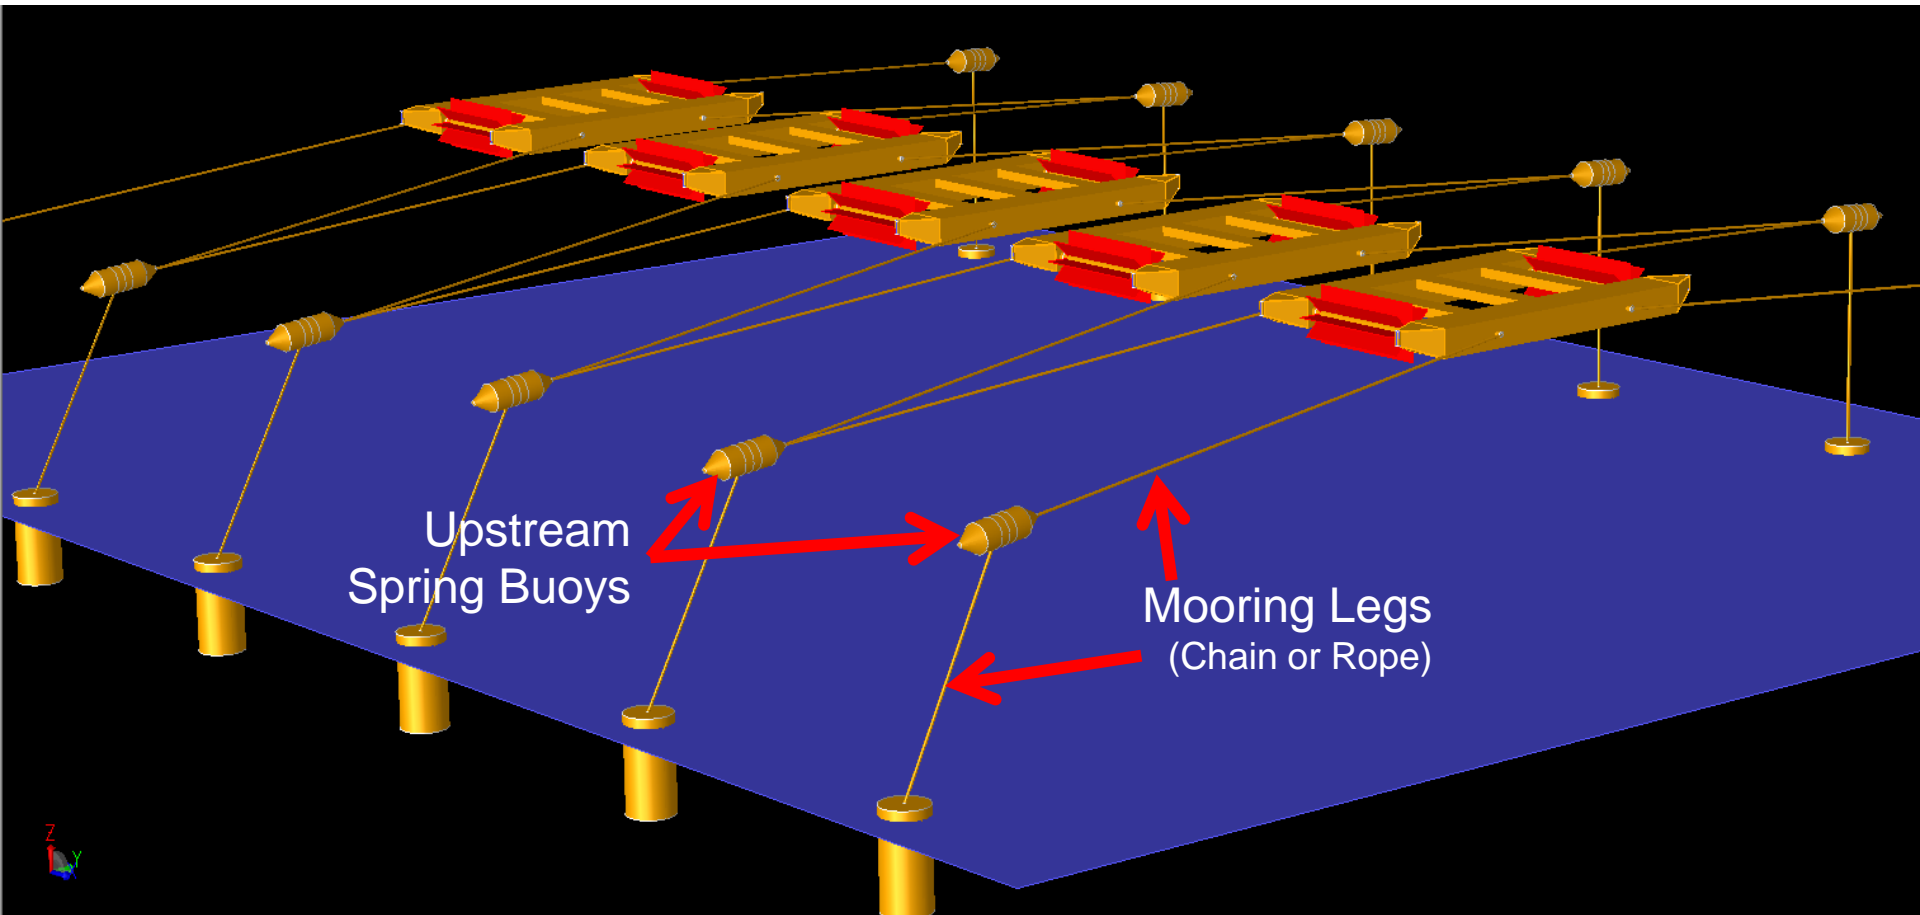 Upstream
Spring Buoys
Mooring Legs
(Chain or Rope)
Z
Y